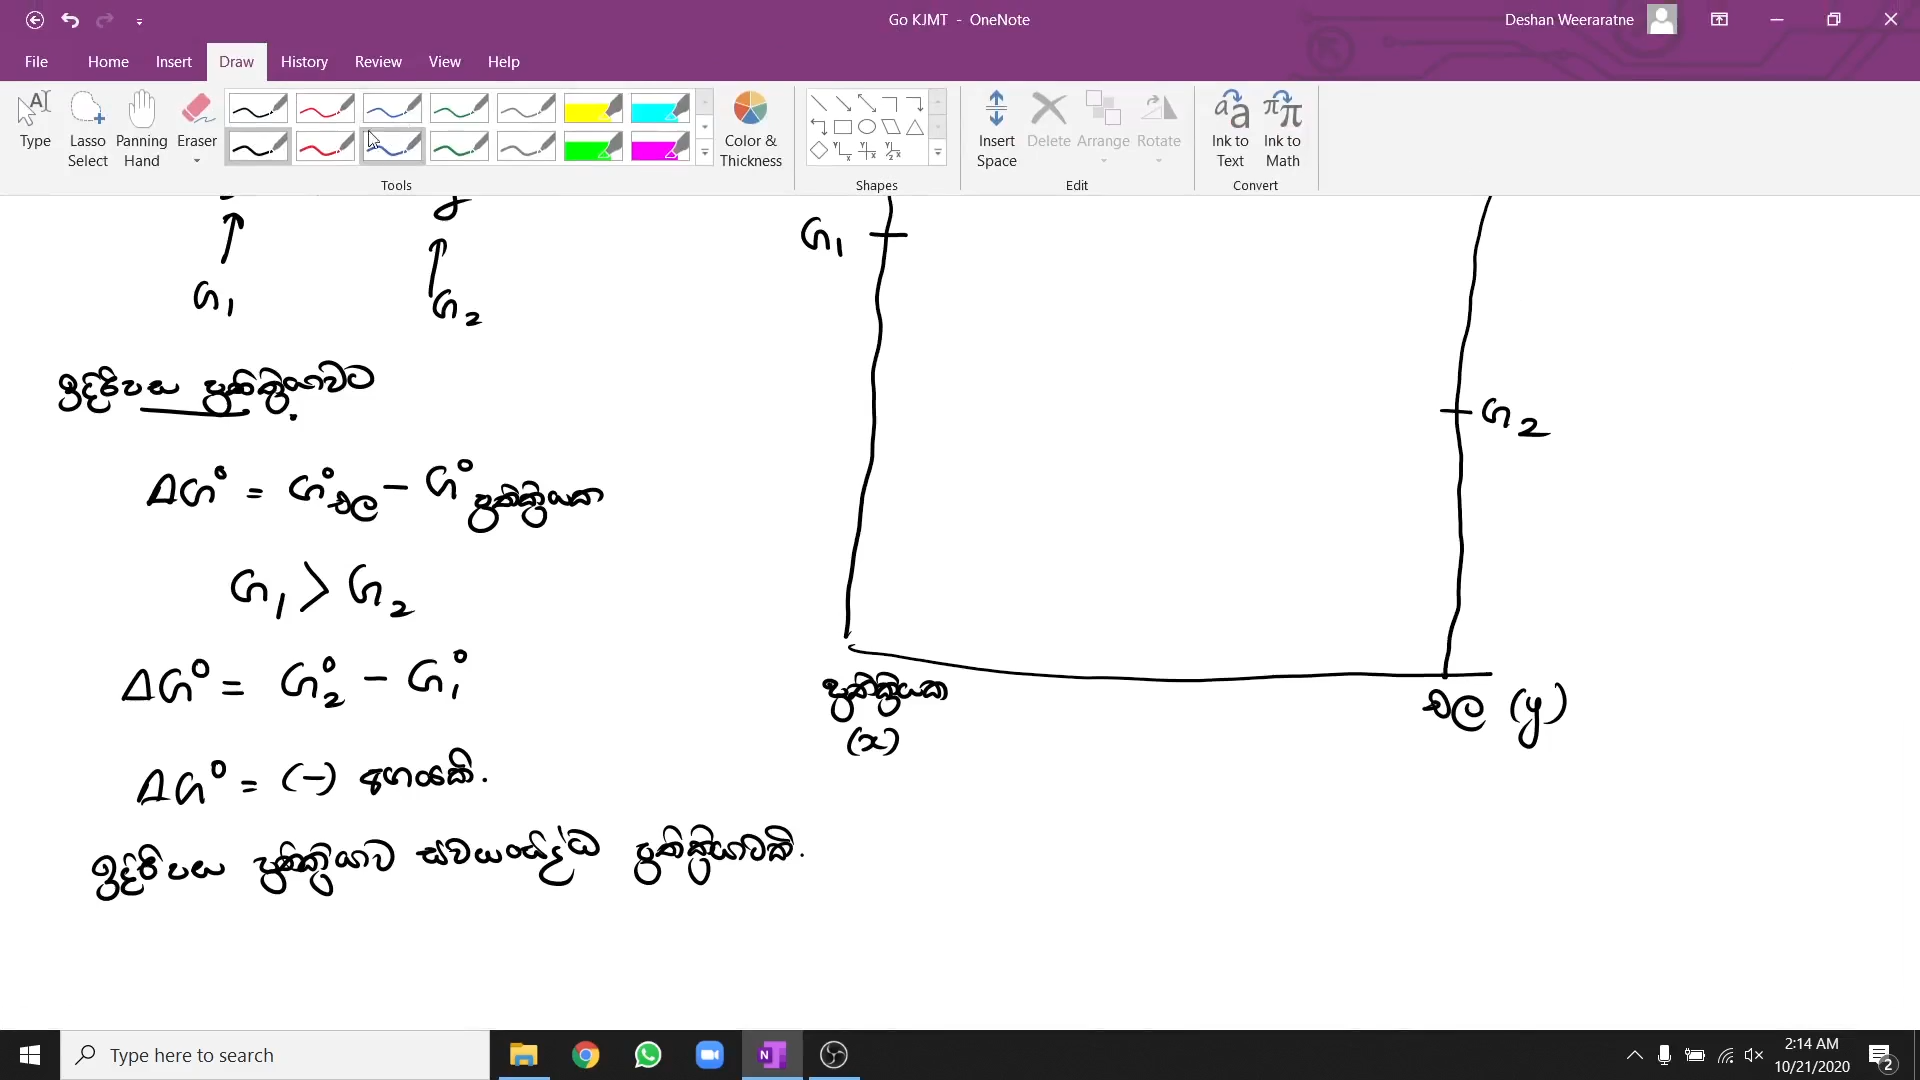 Go KJMT - OneNote
Deshan Weeraratne
File Home Insert Draw History Review View Help
Type
Lasso Select
Panning Hand
Eraser
Color & Thickness
Insert Space
Delete
Arrange
Rotate
Ink to Text
Ink to Math
Tools
Shapes
Edit
Convert
G₁
G₂
ඉදිරිපස ප්‍රතික්‍රියාවට
ΔG° = G°ඵල − G°ප්‍රතික්‍රියක
G₁ > G₂
ΔG° = G₂° − G₁°
ΔG° = (−) අගයකි.
ඉදිරිපස ප්‍රතික්‍රියාව ස්වයංසිද්ධ ප්‍රතික්‍රියාවකි.
G₁
G₂
ප්‍රතික්‍රියක
(x)
ඵල (y)
Type here to search
2:14 AM
10/21/2020
2